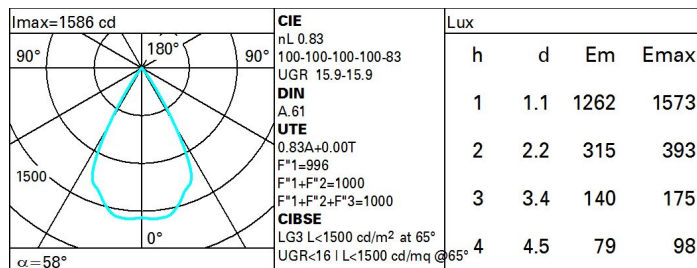 Imax=1586 cd
90°
180°
90°
1500
0°
α=58°
CIE
nL 0.83
100-100-100-100-83
UGR 15.9-15.9
DIN
A.61
UTE
0.83A+0.00T
F"1=996
F"1+F"2=1000
F"1+F"2+F"3=1000
CIBSE
LG3 L<1500 cd/m² at 65°
UGR<16 | L<1500 cd/mq @65°
Lux
h d Em Emax
1 1.1 1262 1573
2 2.2 315 393
3 3.4 140 175
4 4.5 79 98